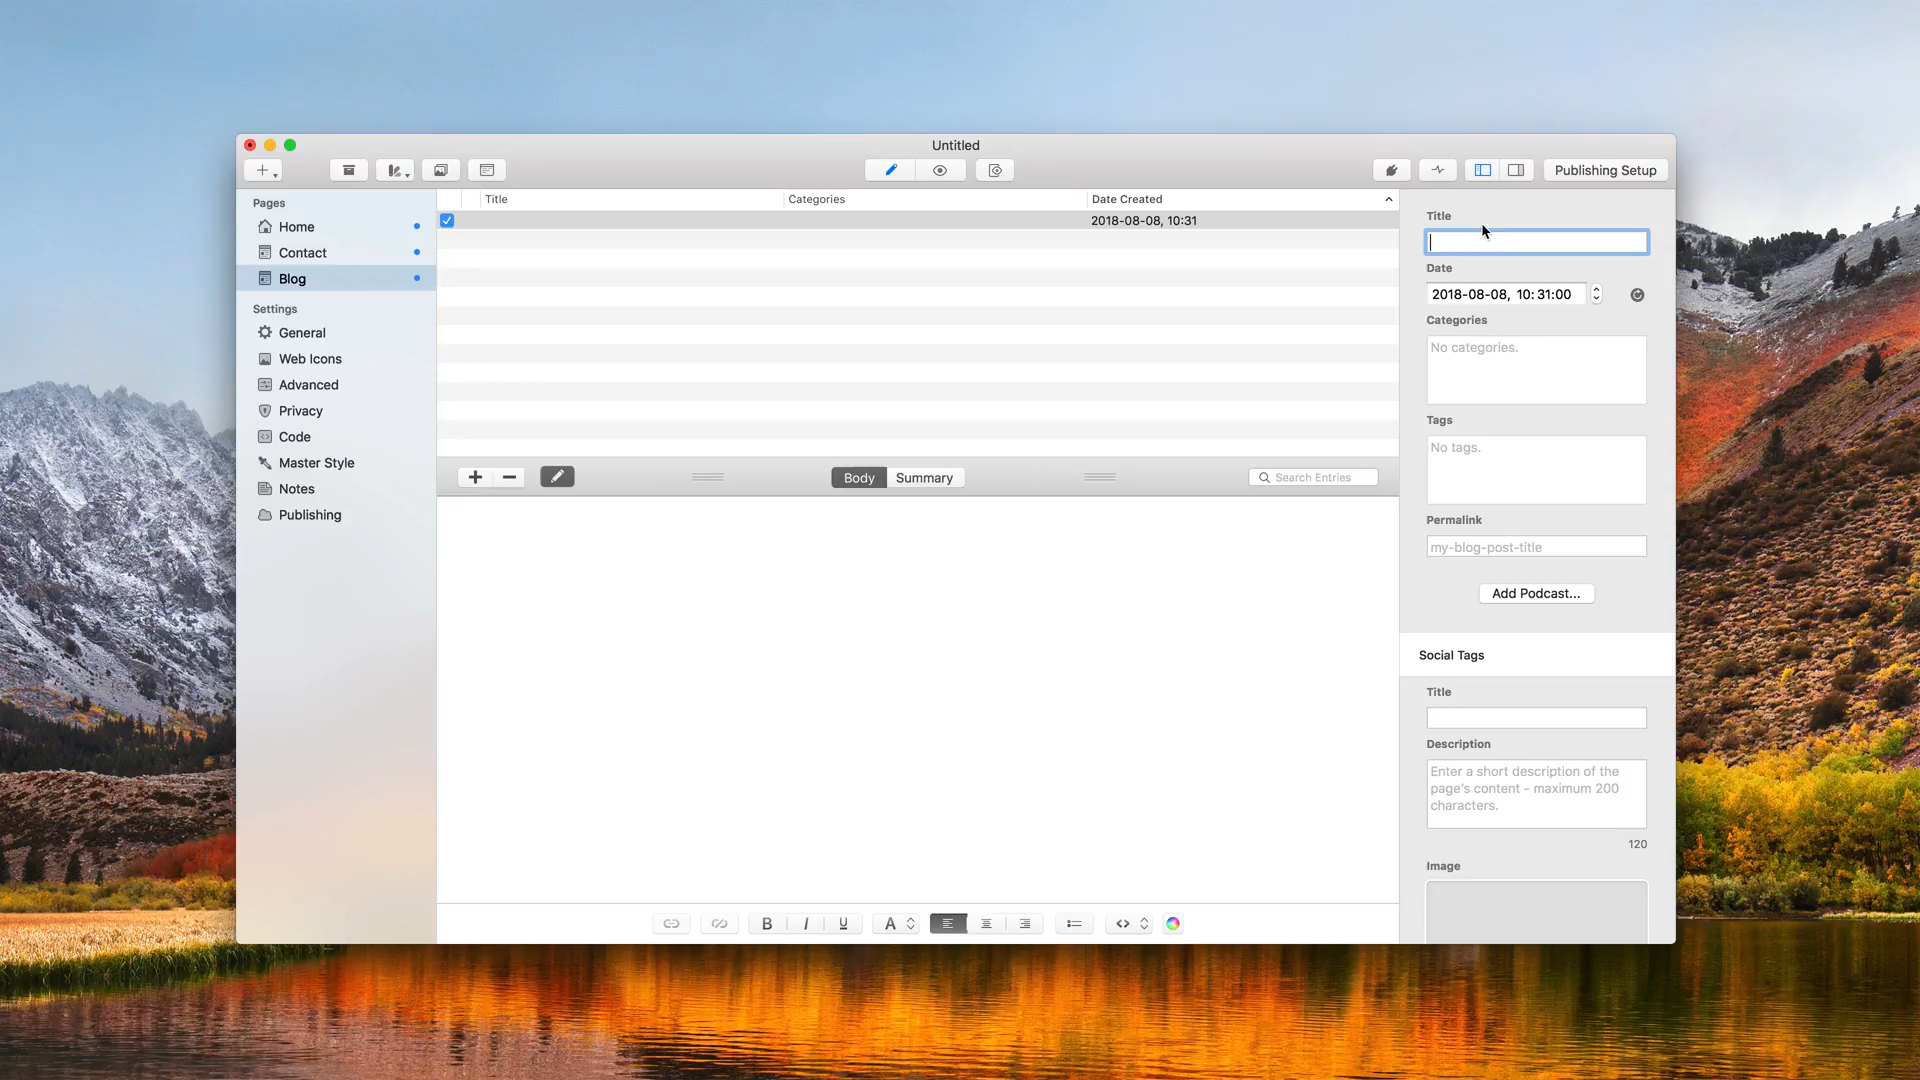 Untitled
Publishing Setup
Pages
Home
Contact
Blog
Settings
General
Web Icons
Advanced
Privacy
Code
Master Style
Notes
Publishing
Title Categories Date Created
2018-08-08, 10:31
Body Summary
Search Entries
B I U A
Title
Date
2018-08-08, 10:31:00
Categories
No categories.
Tags
No tags.
Permalink
my-blog-post-title
Add Podcast...
Social Tags
Title
Description
Enter a short description of the
page's content - maximum 200
characters.
120
Image